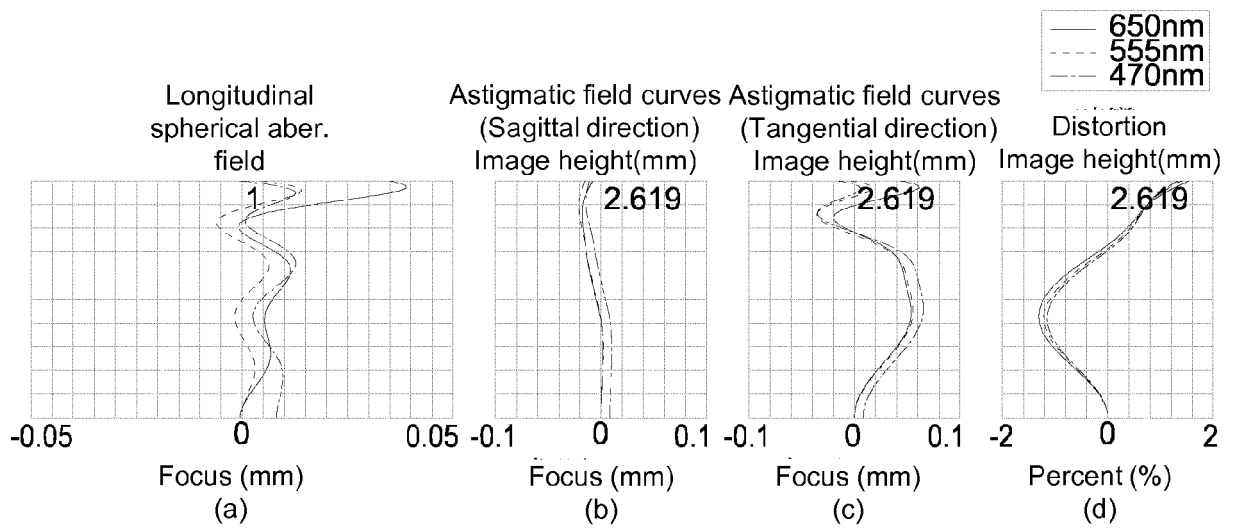 650nm
555nm
470nm
Longitudinal
spherical aber.
field
1
-0.05
0
0.05
Focus (mm)
(a)
Astigmatic field curves
(Sagittal direction)
Image height(mm)
2.619
-0.1
0
0.1
Focus (mm)
(b)
Astigmatic field curves
(Tangential direction)
Image height(mm)
2.619
-0.1
0
0.1
Focus (mm)
(c)
Distortion
Image height(mm)
2.619
-2
0
2
Percent (%)
(d)